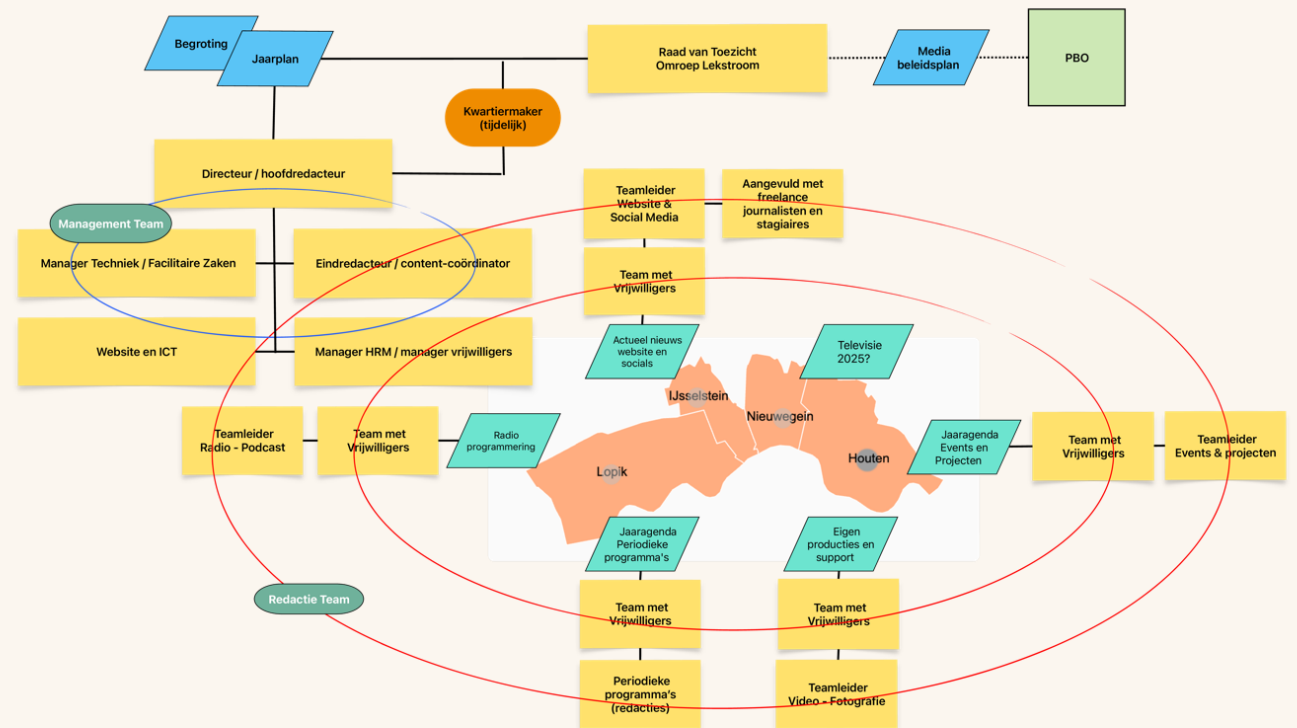 Begroting
Jaarplan
Raad van Toezicht
Omroep Lekstroom
Media
beleidsplan
PBO
Kwartiermaker
(tijdelijk)
Directeur / hoofdredacteur
Management Team
Manager Techniek / Facilitaire Zaken
Eindredacteur / content-coördinator
Website en ICT
Manager HRM / manager vrijwilligers
Teamleider
Website &
Social Media
Aangevuld met
freelance
journalisten en
stagiaires
Team met
Vrijwilligers
Actueel nieuws
website en
socials
Televisie
2025?
IJsselstein
Nieuwegein
Houten
Lopik
Teamleider
Radio - Podcast
Team met
Vrijwilligers
Radio
programmering
Jaaragenda
Events en
Projecten
Team met
Vrijwilligers
Teamleider
Events & projecten
Jaaragenda
Periodieke
programma's
Eigen
producties en
support
Redactie Team
Team met
Vrijwilligers
Team met
Vrijwilligers
Periodieke
programma's
(redacties)
Teamleider
Video - Fotografie